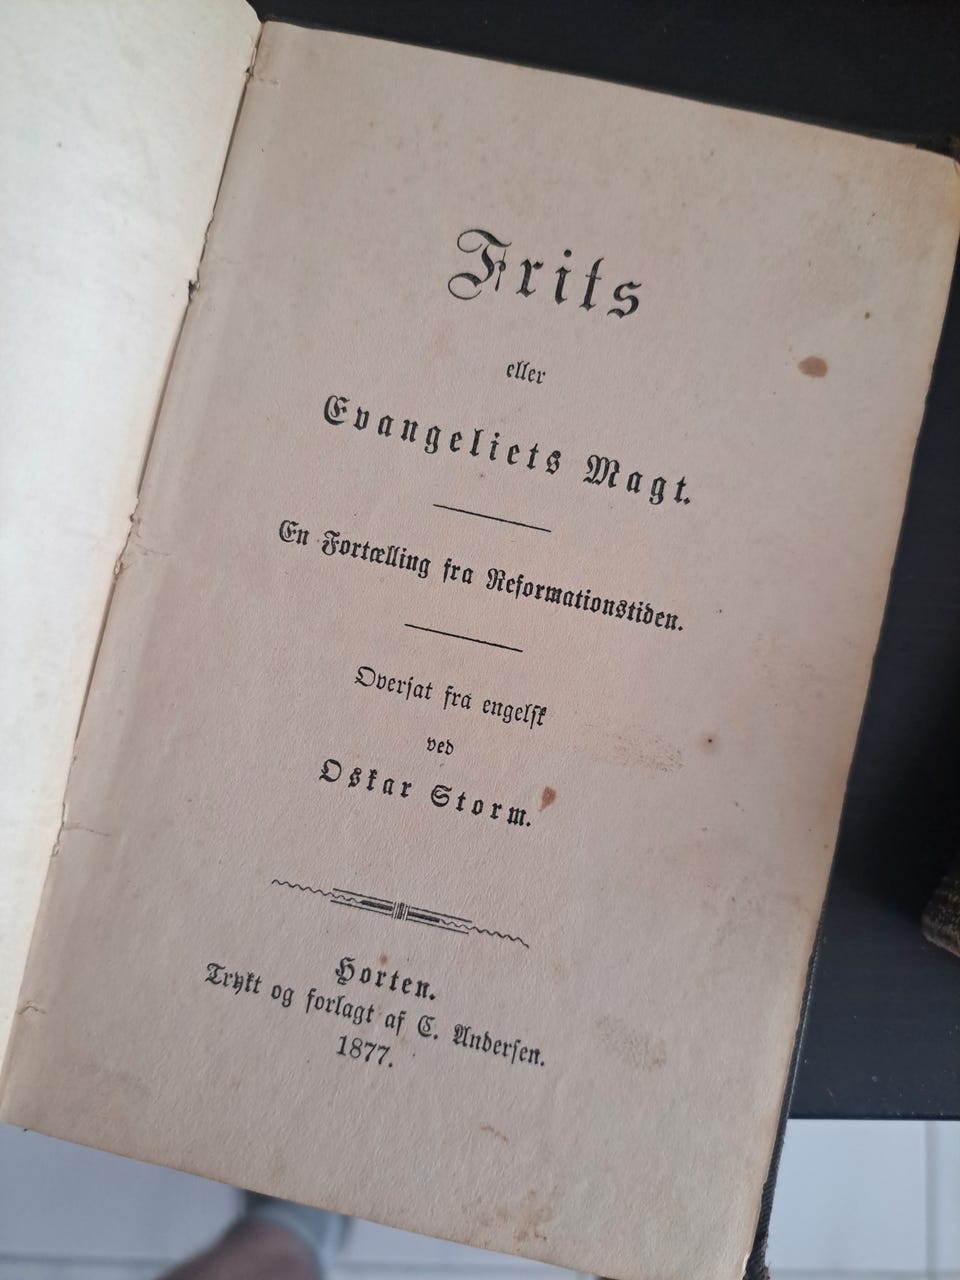 Frits
eller
Evangeliets Magt.
En Fortælling fra Reformationstiden.
Oversat fra engelsk
ved
Oskar Storm.
Horten.
Trykt og forlagt af C. Andersen.
1877.